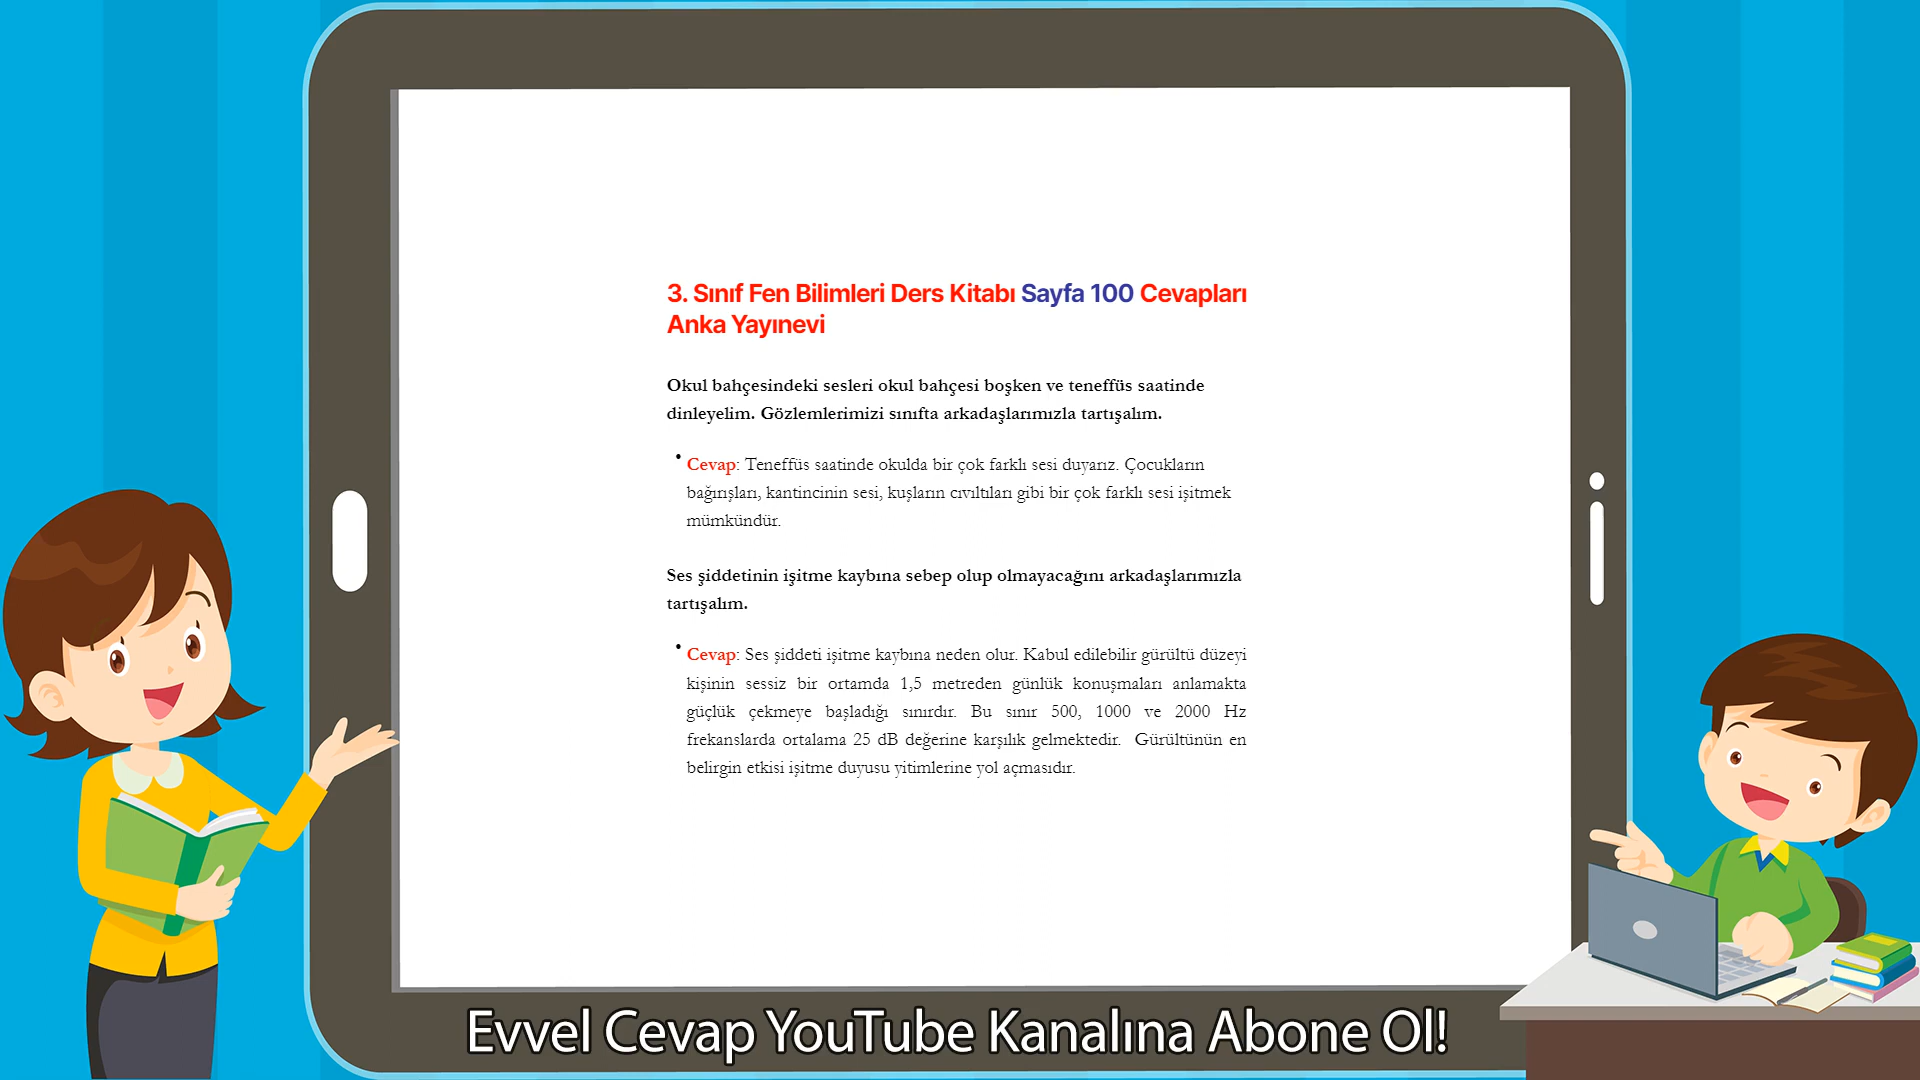 3. Sınıf Fen Bilimleri Ders Kitabı Sayfa 100 Cevapları
Anka Yayınevi
Okul bahçesindeki sesleri okul bahçesi boşken ve teneffüs saatinde
dinleyelim. Gözlemlerimizi sınıfta arkadaşlarımızla tartışalım.
• Cevap: Teneffüs saatinde okulda bir çok farklı sesi duyarız. Çocukların
bağırışları, kantincinin sesi, kuşların cıvıltıları gibi bir çok farklı sesi işitmek
mümkündür.
Ses şiddetinin işitme kaybına sebep olup olmayacağını arkadaşlarımızla
tartışalım.
• Cevap: Ses şiddeti işitme kaybına neden olur. Kabul edilebilir gürültü düzeyi
kişinin sessiz bir ortamda 1,5 metreden günlük konuşmaları anlamakta
güçlük çekmeye başladığı sınırdır. Bu sınır 500, 1000 ve 2000 Hz
frekanslarda ortalama 25 dB değerine karşılık gelmektedir. Gürültünün en
belirgin etkisi işitme duyusu yitimlerine yol açmasıdır.
Evvel Cevap YouTube Kanalına Abone Ol!